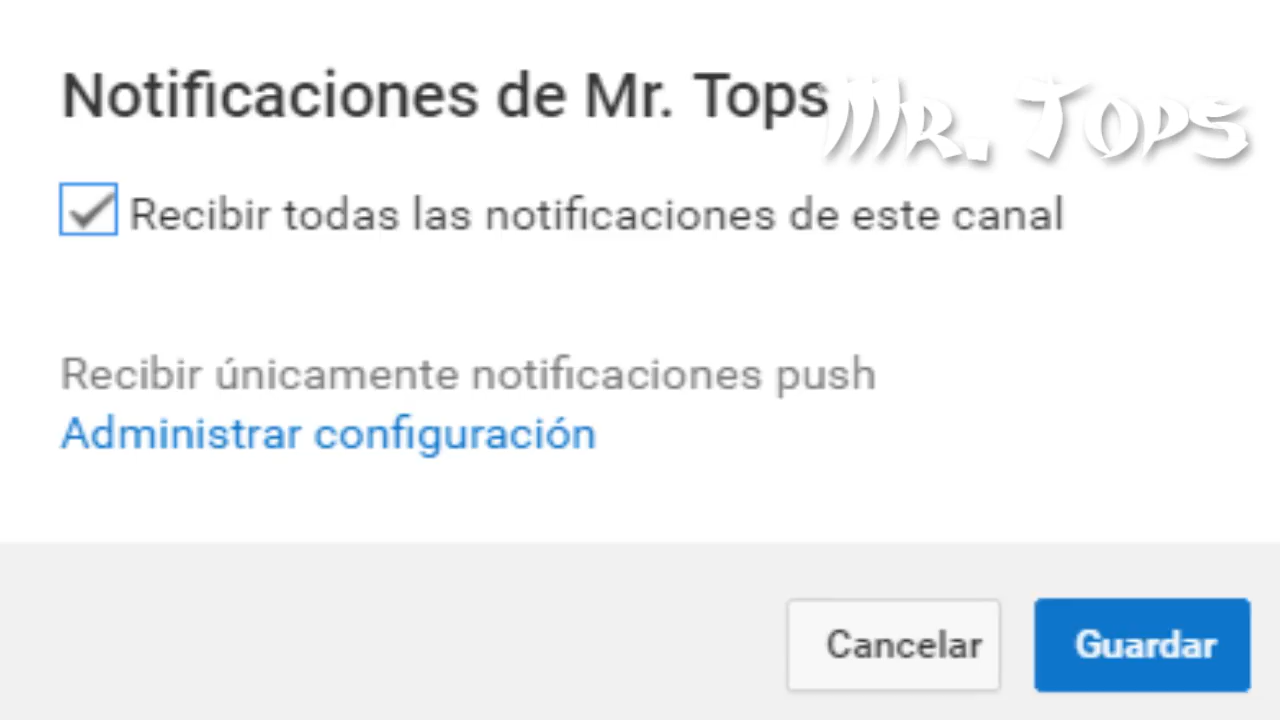 Notificaciones de Mr. Tops
Mr. Tops
Recibir todas las notificaciones de este canal
Recibir únicamente notificaciones push
Administrar configuración
Cancelar
Guardar